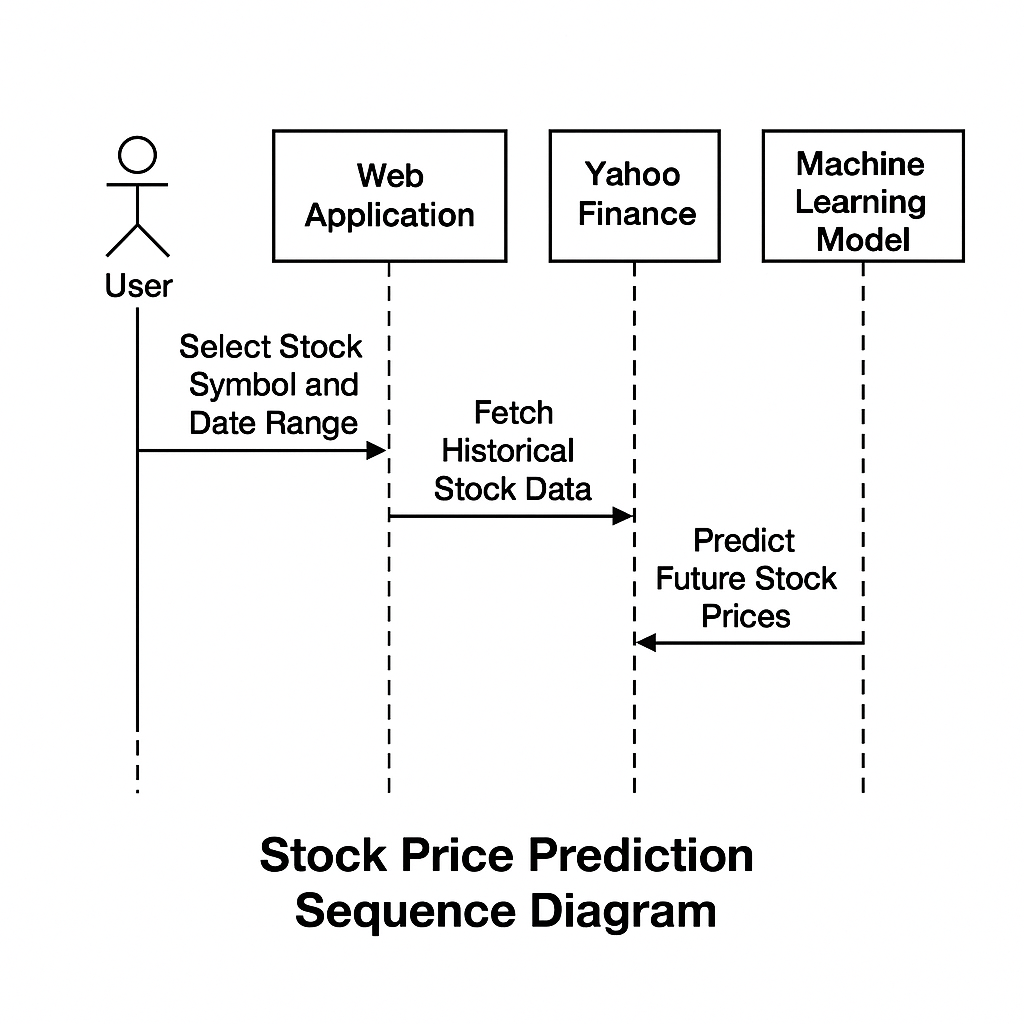 User
Web
Application
Yahoo
Finance
Machine
Learning
Model
Select Stock
Symbol and
Date Range
Fetch
Historical
Stock Data
Predict
Future Stock
Prices
Stock Price Prediction
Sequence Diagram